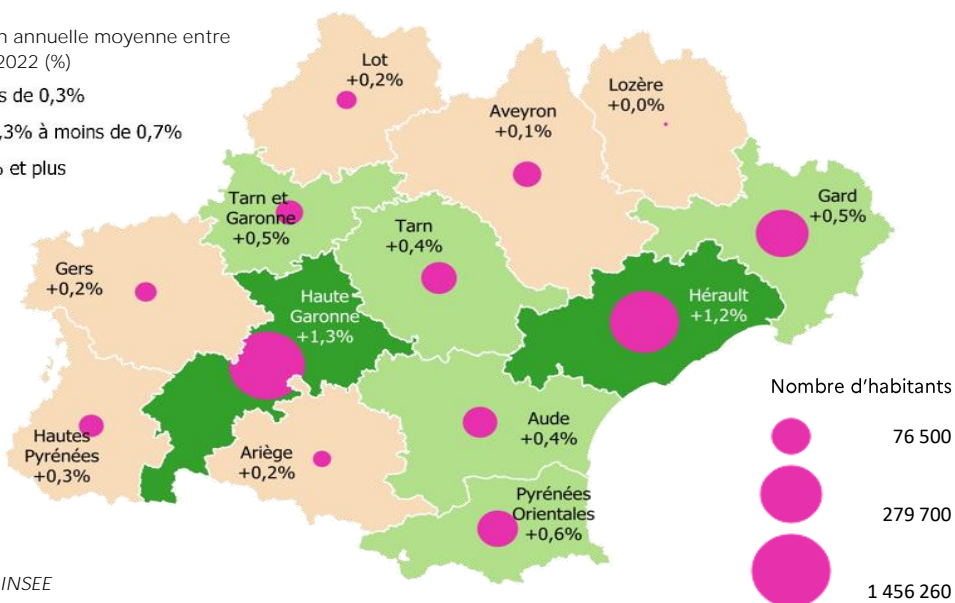 n annuelle moyenne entre
2022 (%)
s de 0,3%
,3% à moins de 0,7%
et plus
Lot
+0,2%
Lozère
+0,0%
Aveyron
+0,1%
Gard
+0,5%
Tarn et
Garonne
+0,5%
Tarn
+0,4%
Gers
+0,2%
Haute
Garonne
+1,3%
Hérault
+1,2%
Hautes
Pyrénées
+0,3%
Ariège
+0,2%
Aude
+0,4%
Pyrénées
Orientales
+0,6%
Nombre d’habitants
76 500
279 700
1 456 260
INSEE